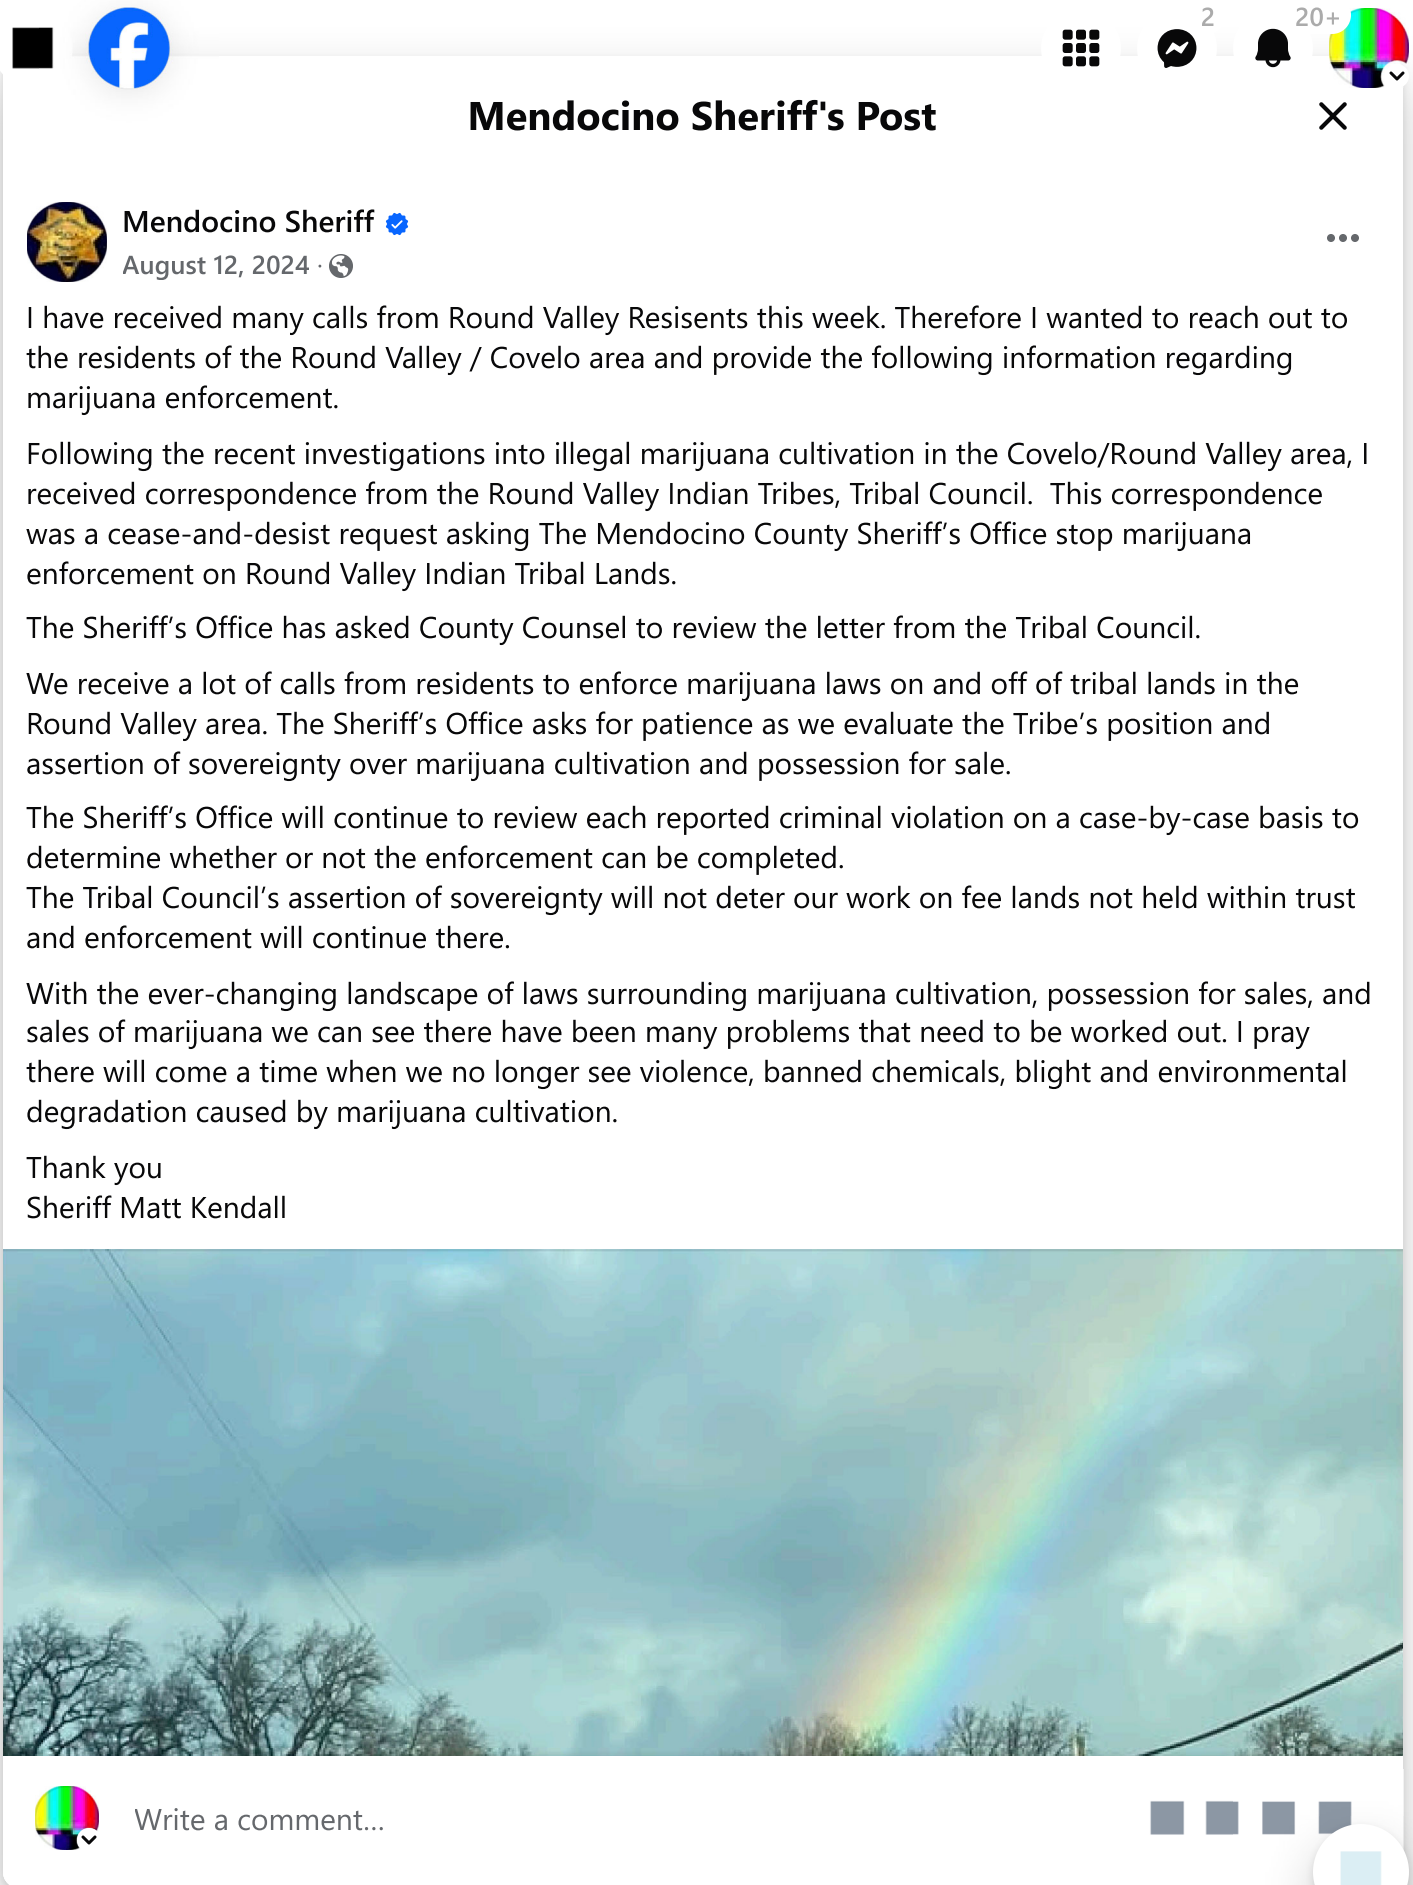 2
20+
Mendocino Sheriff's Post
Mendocino Sheriff
August 12, 2024 ·
I have received many calls from Round Valley Resisents this week. Therefore I wanted to reach out to
the residents of the Round Valley / Covelo area and provide the following information regarding
marijuana enforcement.
Following the recent investigations into illegal marijuana cultivation in the Covelo/Round Valley area, I
received correspondence from the Round Valley Indian Tribes, Tribal Council.  This correspondence
was a cease-and-desist request asking The Mendocino County Sheriff’s Office stop marijuana
enforcement on Round Valley Indian Tribal Lands.
The Sheriff’s Office has asked County Counsel to review the letter from the Tribal Council.
We receive a lot of calls from residents to enforce marijuana laws on and off of tribal lands in the
Round Valley area. The Sheriff’s Office asks for patience as we evaluate the Tribe’s position and
assertion of sovereignty over marijuana cultivation and possession for sale.
The Sheriff’s Office will continue to review each reported criminal violation on a case-by-case basis to
determine whether or not the enforcement can be completed.
The Tribal Council’s assertion of sovereignty will not deter our work on fee lands not held within trust
and enforcement will continue there.
With the ever-changing landscape of laws surrounding marijuana cultivation, possession for sales, and
sales of marijuana we can see there have been many problems that need to be worked out. I pray
there will come a time when we no longer see violence, banned chemicals, blight and environmental
degradation caused by marijuana cultivation.
Thank you
Sheriff Matt Kendall
Write a comment...